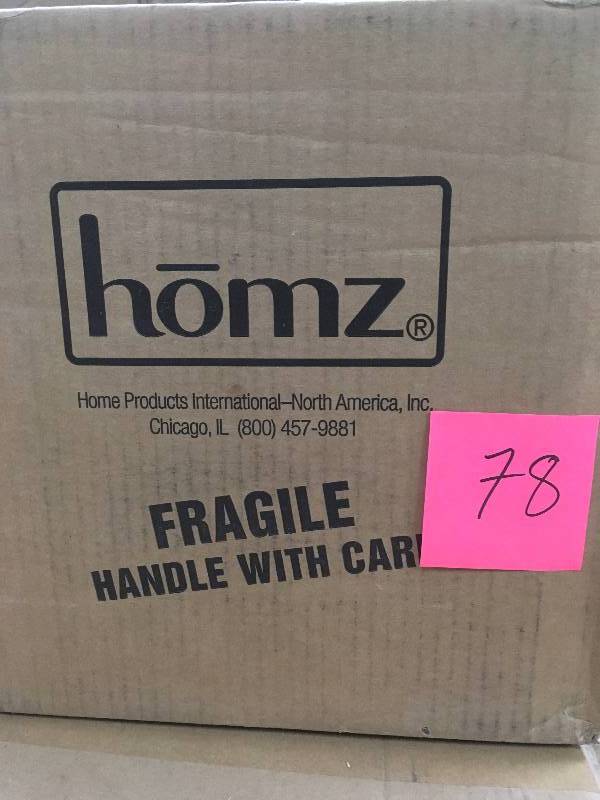 hōmz®
Home Products International–North America, Inc.
Chicago, IL (800) 457-9881
FRAGILE
HANDLE WITH CAR
78